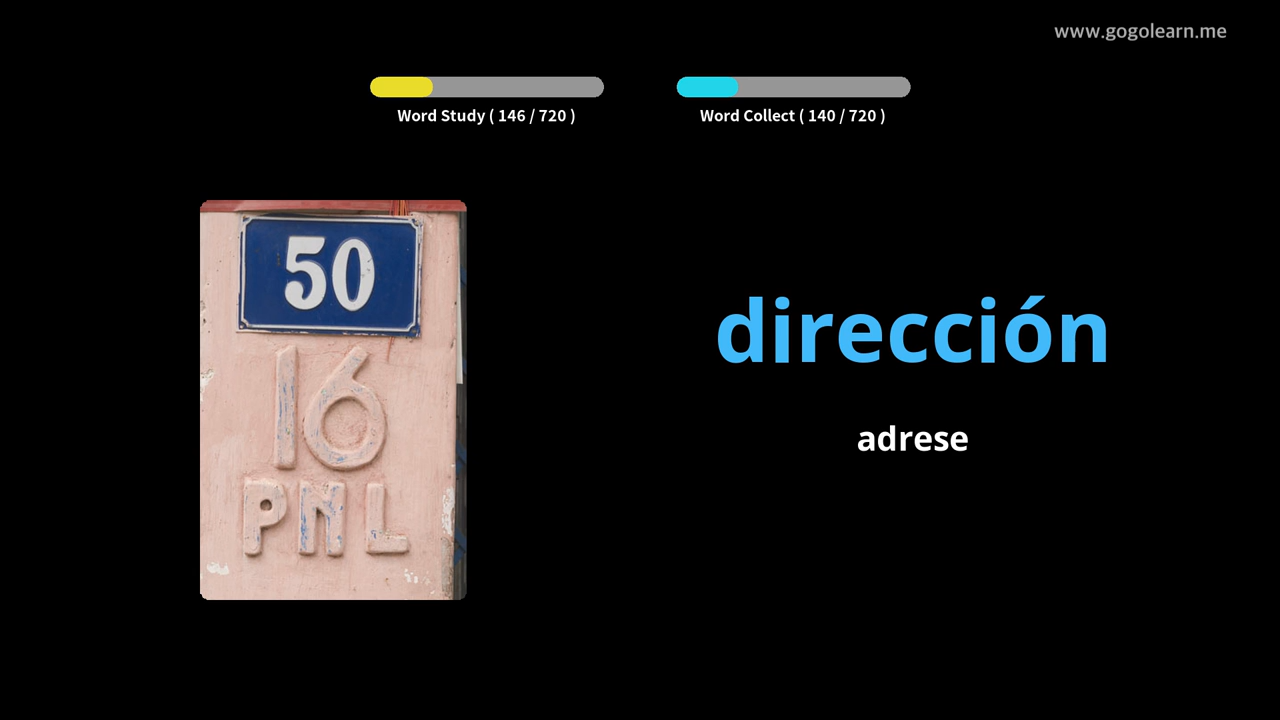 www.gogolearn.me
Word Study ( 146 / 720 )
Word Collect ( 140 / 720 )
50
16
PML
dirección
adrese